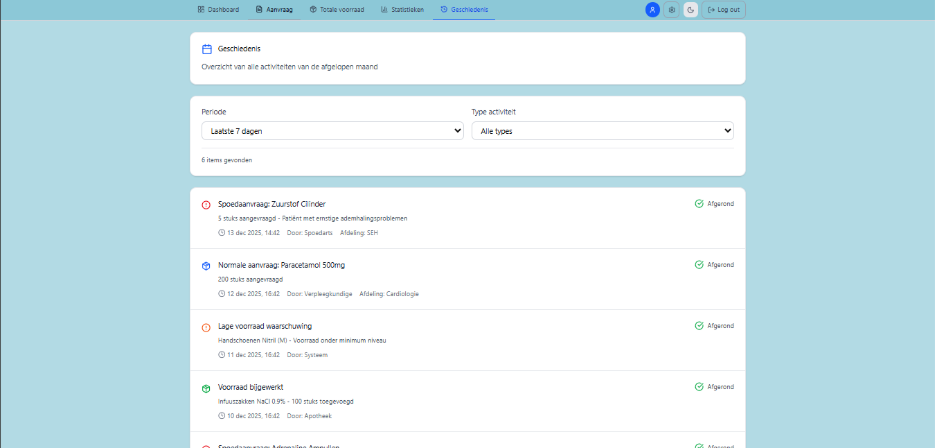 Dashboard Aanvraag Totale voorraad Statistieken Geschiedenis Log out
Geschiedenis
Overzicht van alle activiteiten van de afgelopen maand
Periode Type activiteit
Laatste 7 dagen Alle types
6 items gevonden
Spoedaanvraag: Zuurstof Cilinder Afgerond
5 stuks aangevraagd - Patiënt met ernstige ademhalingsproblemen
13 dec 2025, 14:42 Door: Spoedarts Afdeling: SEH
Normale aanvraag: Paracetamol 500mg Afgerond
200 stuks aangevraagd
12 dec 2025, 16:42 Door: Verpleegkundige Afdeling: Cardiologie
Lage voorraad waarschuwing Afgerond
Handschoenen Nitril (M) - Voorraad onder minimum niveau
11 dec 2025, 16:42 Door: Systeem
Voorraad bijgewerkt Afgerond
Infuuszakken NaCl 0.9% - 100 stuks toegevoegd
10 dec 2025, 16:42 Door: Apotheek
Adrenaline Ampullen Afgerond